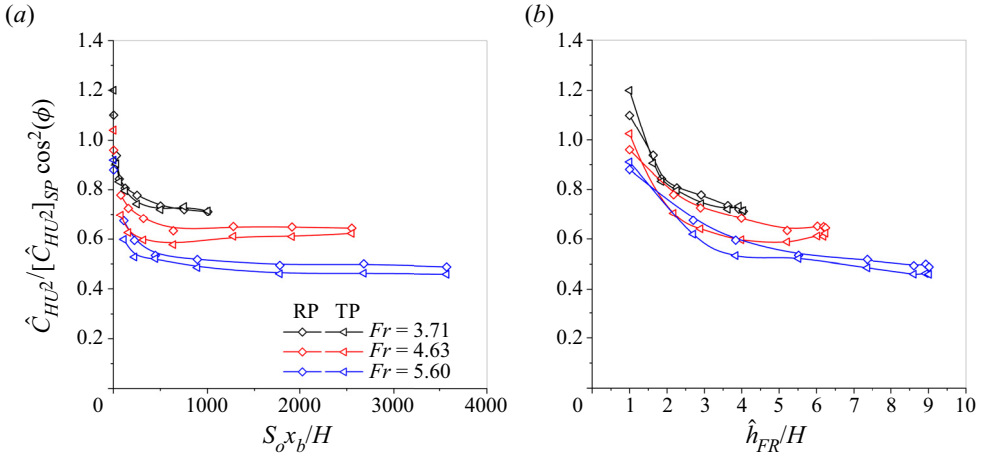 (a)
1.4
1.2
1.0
0.8
0.6
0.4
0.2
0 1000 2000 3000 4000
S_o x_b/H
Ĉ_{HU²}/[Ĉ_{HU²}]_{SP} cos²(ϕ)
RP TP
Fr = 3.71
Fr = 4.63
Fr = 5.60
(b)
1.4
1.2
1.0
0.8
0.6
0.4
0.2
0 1 2 3 4 5 6 7 8 9 10
ĥ_{FR}/H